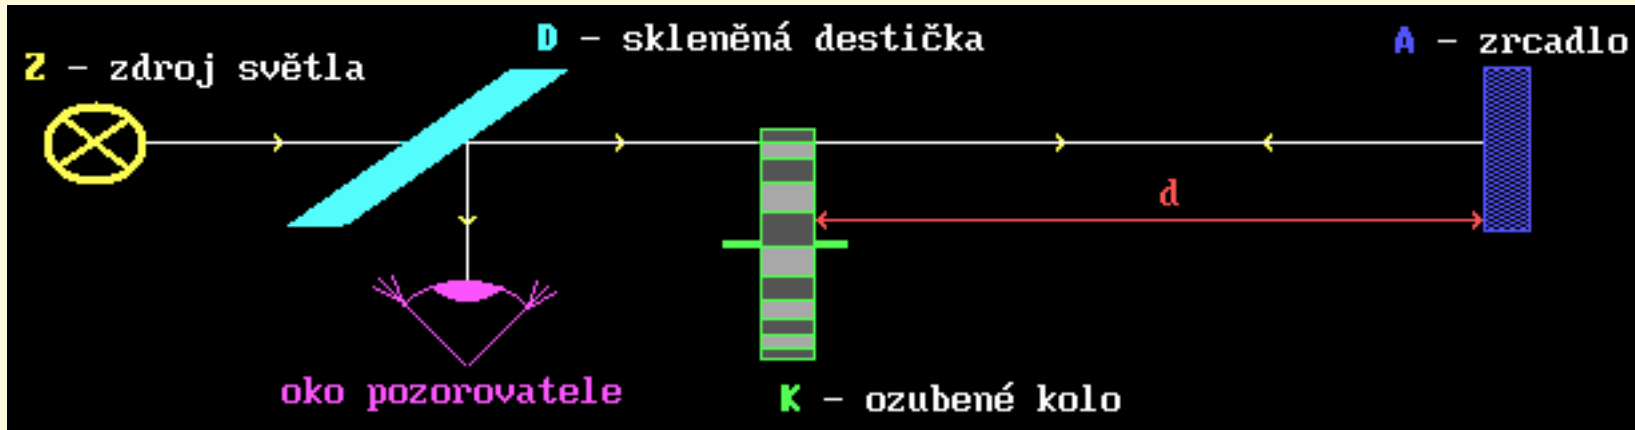 D – skleněná destička
A – zrcadlo
Z – zdroj světla
d
oko pozorovatele
K – ozubené kolo